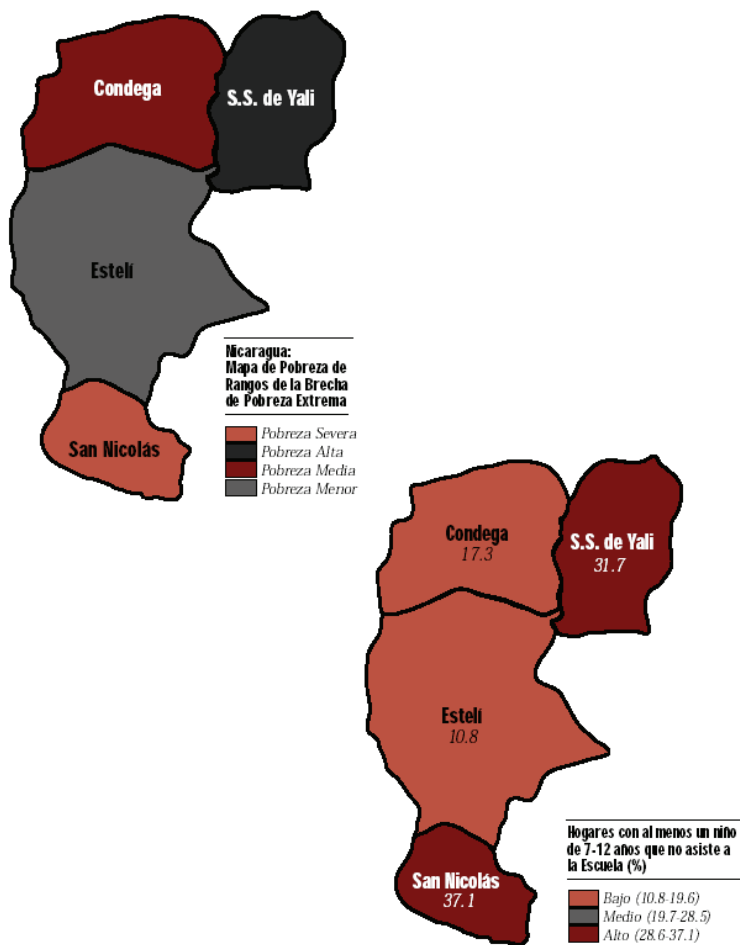 Condega
S.S. de Yali
Estelí
San Nicolás
Nicaragua:
Mapa de Pobreza de
Rangos de la Brecha
de Pobreza Extrema
Pobreza Severa
Pobreza Alta
Pobreza Media
Pobreza Menor
Condega
17.3
S.S. de Yali
31.7
Estelí
10.8
San Nicolás
37.1
Hogares con al menos un niño
de 7-12 años que no asiste a
la Escuela (%)
Bajo (10.8-19.6)
Medio (19.7-28.5)
Alto (28.6-37.1)